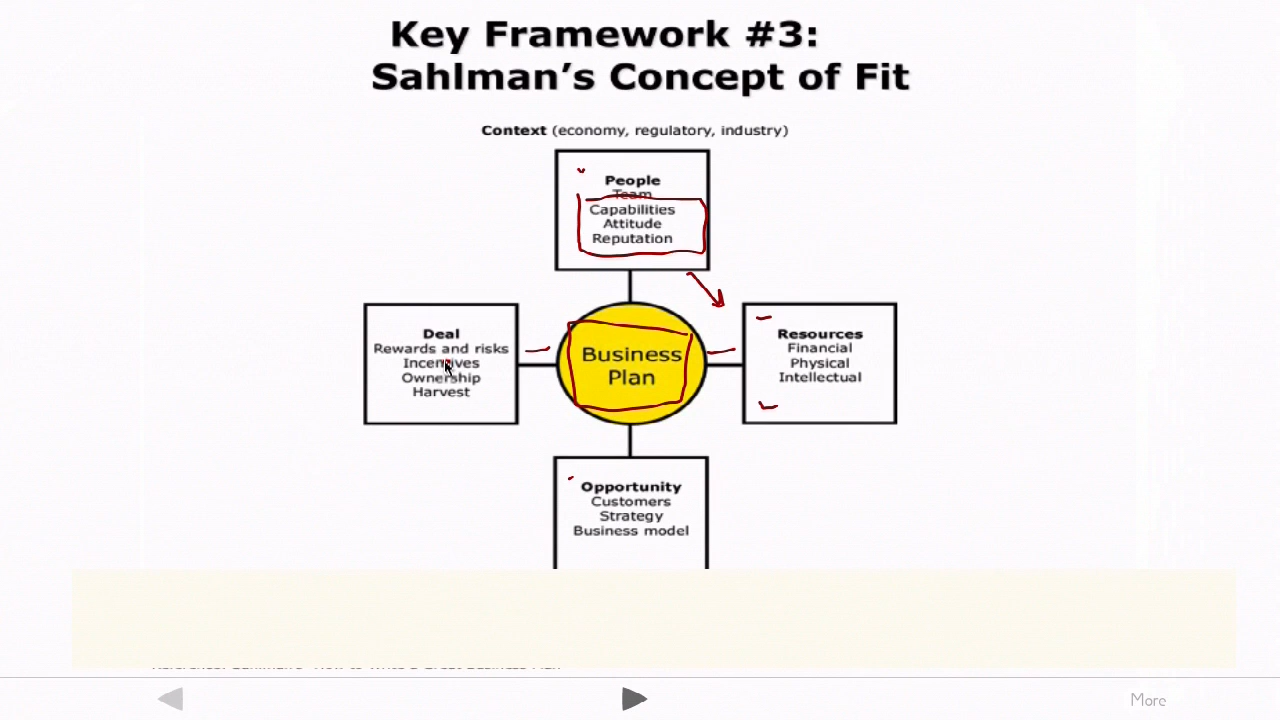 Key Framework #3:
Sahlman’s Concept of Fit
Context (economy, regulatory, industry)
People
Team
Capabilities
Attitude
Reputation
Deal
Rewards and risks
Incentives
Ownership
Harvest
Business
Plan
Resources
Financial
Physical
Intellectual
Opportunity
Customers
Strategy
Business model
More